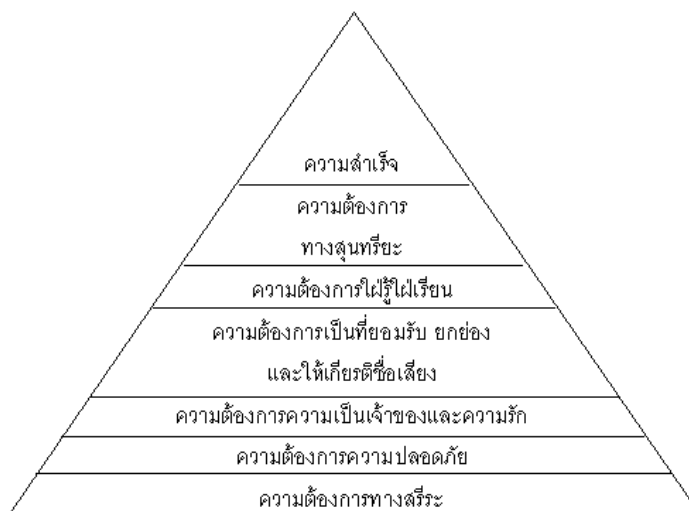 ความสำเร็จ
ความต้องการ
ทางสุนทรียะ
ความต้องการใฝ่รู้ใฝ่เรียน
ความต้องการเป็นที่ยอมรับ ยกย่อง
และให้เกียรติชื่อเสียง
ความต้องการความเป็นเจ้าของและความรัก
ความต้องการความปลอดภัย
ความต้องการทางสรีระ